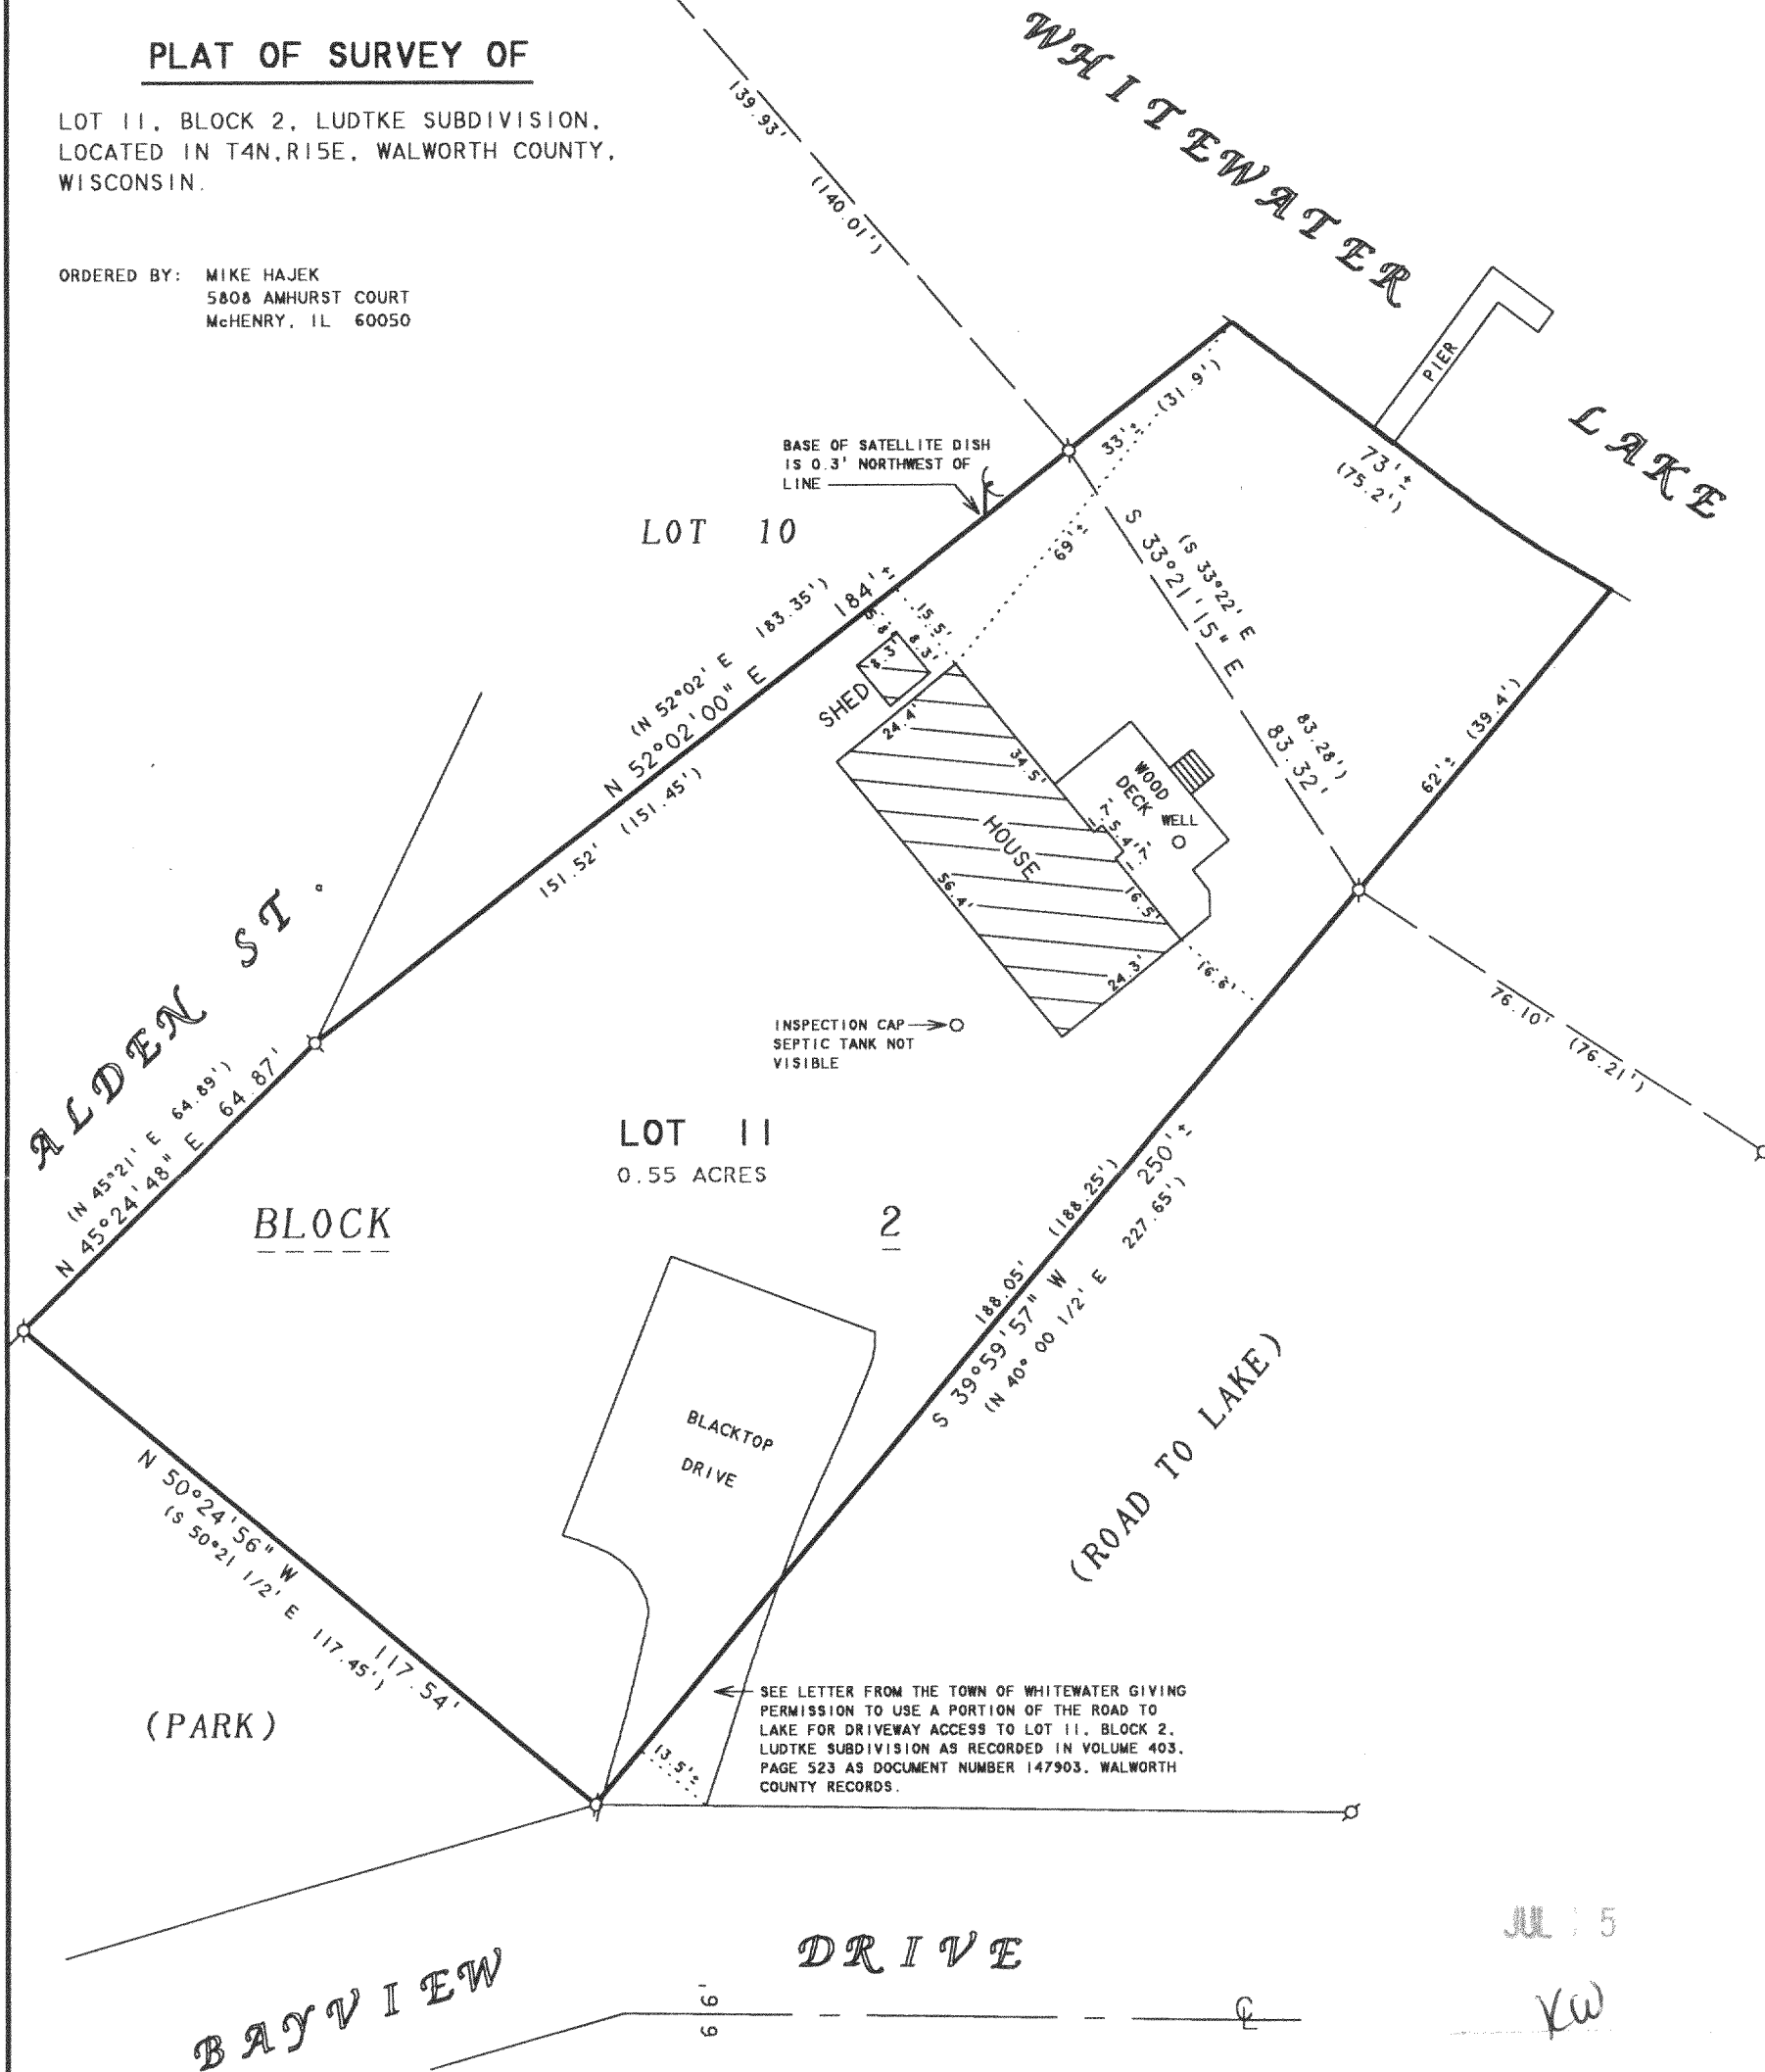 PLAT OF SURVEY OF
LOT 11, BLOCK 2, LUDTKE SUBDIVISION,
LOCATED IN T4N,R15E, WALWORTH COUNTY,
WISCONSIN.
ORDERED BY: MIKE HAJEK
5808 AMHURST COURT
McHENRY, IL 60050
WHITEWATER
LAKE
139.93'
(140.01')
PIER
33'± (31.9')
73'±
(75.2')
BASE OF SATELLITE DISH
IS 0.3' NORTHWEST OF
LINE
LOT 10
69'±
(S 33°22' E 83.28')
S 33°21'15" E 83.32'
(N 52°02' E 183.35')
N 52°02'00" E 184'±
151.52' (151.45')
15.5'
5.8'
8.3'
8.3'
SHED
24.4'
34.5'
HOUSE
WOOD
DECK
WELL
.7'
5.4'
.7'
56.4'
16.5'
24.3'
16.6'
62'± (39.4')
76.10'
(76.21')
INSPECTION CAP
SEPTIC TANK NOT
VISIBLE
ALDEN ST.
(N 45°21' E 64.89')
N 45°24'48" E 64.87'
LOT 11
0.55 ACRES
BLOCK 2
188.05' (188.25')
S 39°59'57" W 250'±
(N 40° 00 1/2' E 227.65')
(ROAD TO LAKE)
BLACKTOP
DRIVE
N 50°24'56" W 117.54'
(S 50°21 1/2' E 117.45')
(PARK)
SEE LETTER FROM THE TOWN OF WHITEWATER GIVING
PERMISSION TO USE A PORTION OF THE ROAD TO
LAKE FOR DRIVEWAY ACCESS TO LOT 11, BLOCK 2,
LUDTKE SUBDIVISION AS RECORDED IN VOLUME 403,
PAGE 523 AS DOCUMENT NUMBER 147903, WALWORTH
COUNTY RECORDS.
13.5'±
BAYVIEW DRIVE
66'
℄
JUL 5
KW